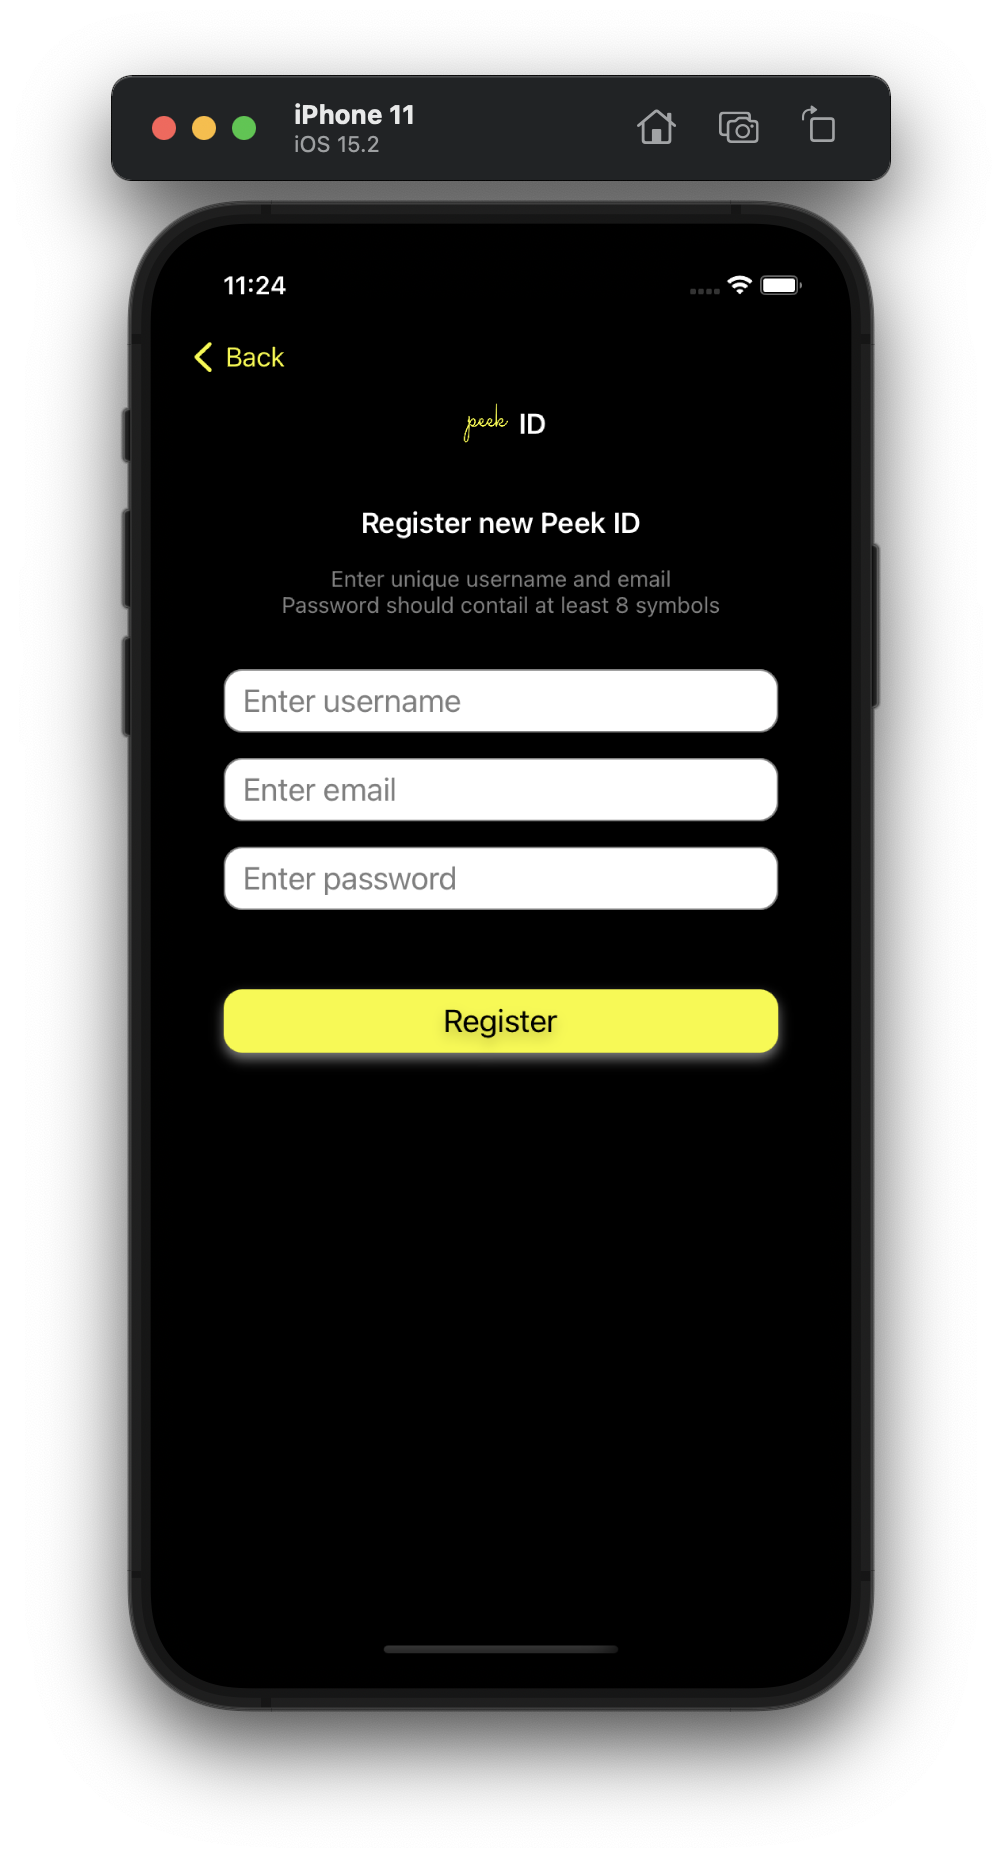 iPhone 11
iOS 15.2
11:24
Back
peek ID
Register new Peek ID
Enter unique username and email
Password should contail at least 8 symbols
Enter username
Enter email
Enter password
Register